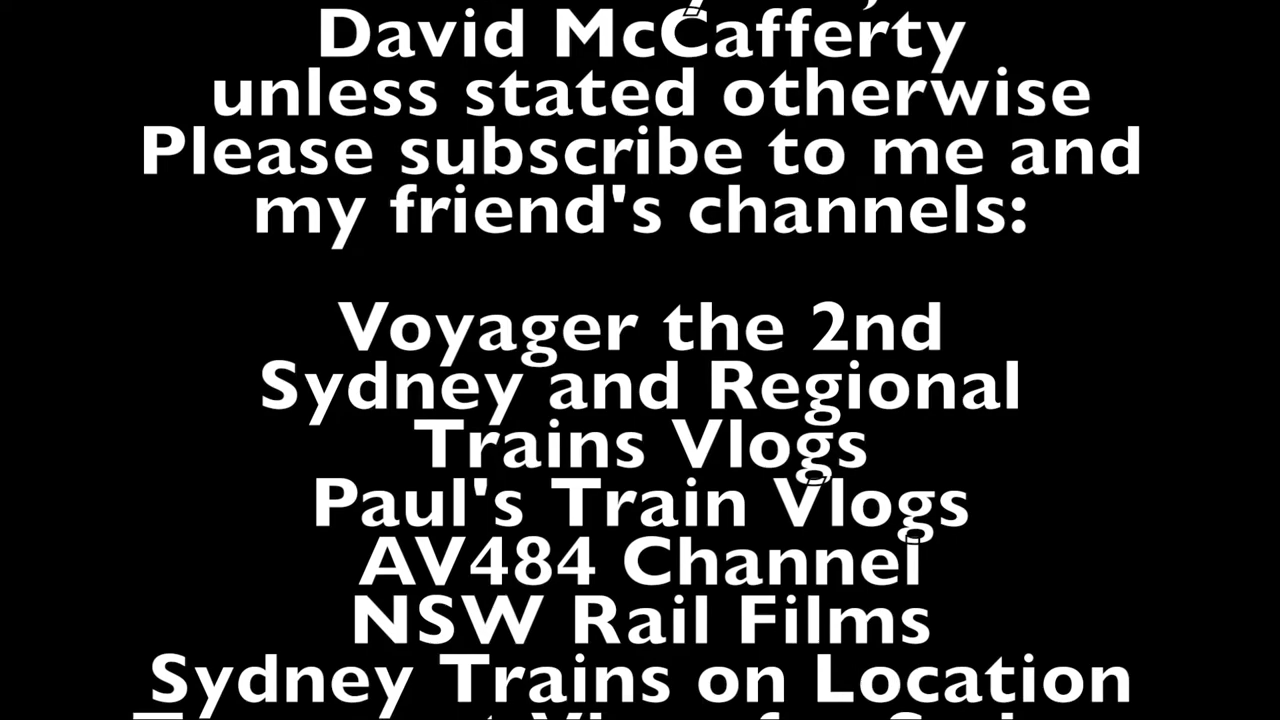 David McCafferty
unless stated otherwise
Please subscribe to me and
my friend's channels:
Voyager the 2nd
Sydney and Regional
Trains Vlogs
Paul's Train Vlogs
AV484 Channel
NSW Rail Films
Sydney Trains on Location